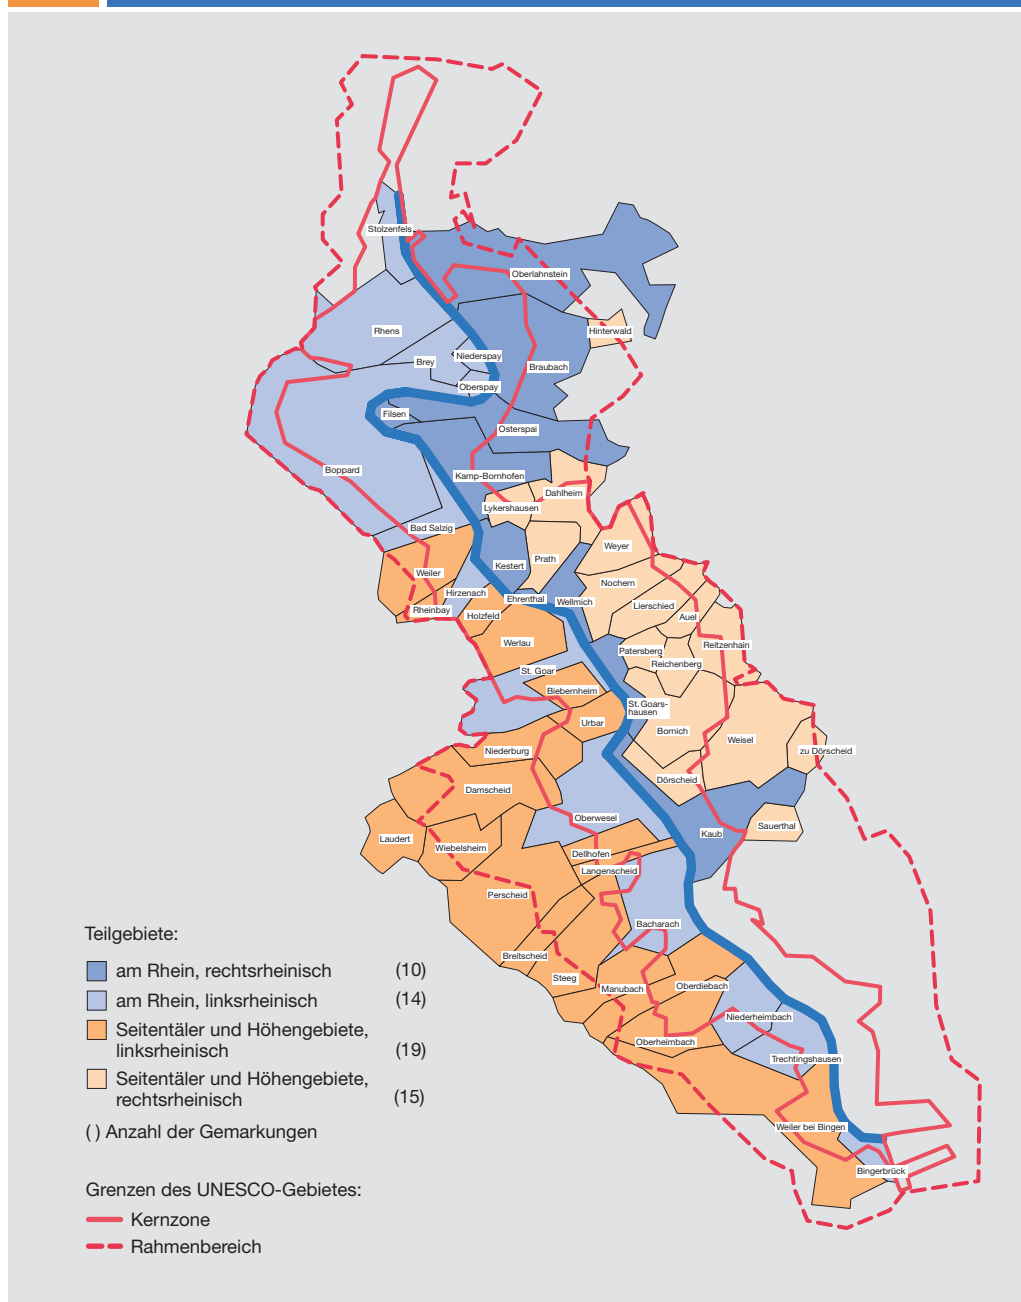 Stolzenfels
Oberlahnstein
Rhens
Hinterwald
Niederspay
Brey
Braubach
Oberspay
Filsen
Osterspai
Boppard
Kamp-Bornhofen
Dahlheim
Lykershausen
Bad Salzig
Weyer
Prath
Kestert
Weiler
Nochern
Hirzenach
Ehrenthal
Wellmich
Lierschied
Rheinbay
Holzfeld
Auel
Werlau
Reitzenhain
Patersberg
Reichenberg
St. Goar
Biebernheim
St. Goars-
hausen
Urbar
Bornich
Weisel
Niederburg
zu Dörscheid
Dörscheid
Damscheid
Oberwesel
Sauerthal
Kaub
Laudert
Wiebelsheim
Dellhofen
Langenscheid
Perscheid
Bacharach
Breitscheid
Steeg
Manubach
Oberdiebach
Niederheimbach
Oberheimbach
Trechtingshausen
Weiler bei Bingen
Bingerbrück
Teilgebiete:
am Rhein, rechtsrheinisch (10)
am Rhein, linksrheinisch (14)
Seitentäler und Höhengebiete,
linksrheinisch (19)
Seitentäler und Höhengebiete,
rechtsrheinisch (15)
( ) Anzahl der Gemarkungen
Grenzen des UNESCO-Gebietes:
Kernzone
Rahmenbereich